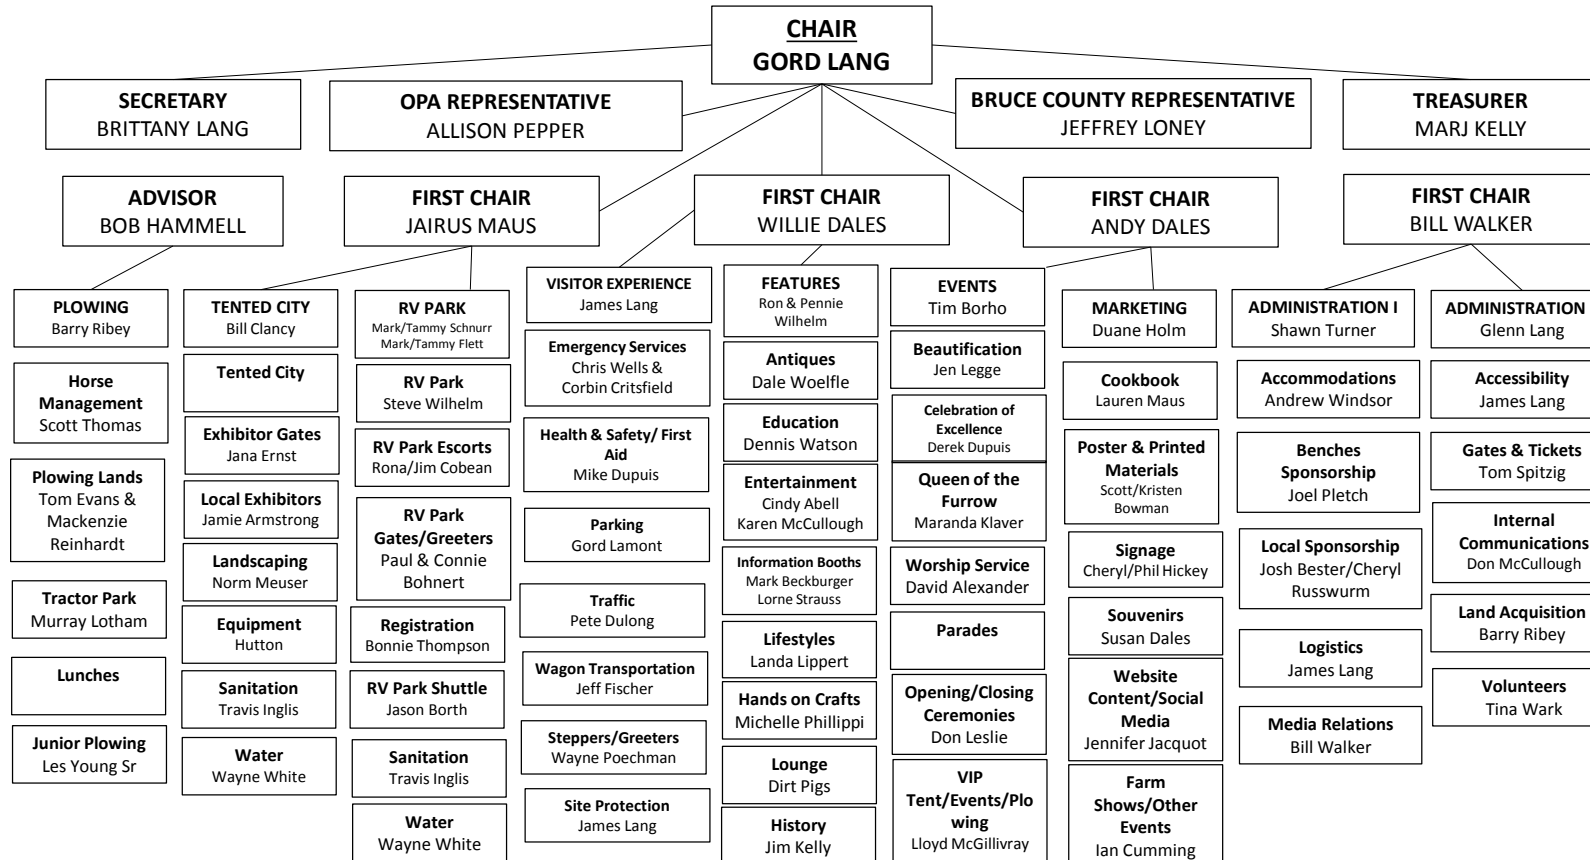 CHAIR
GORD LANG
SECRETARY
BRITTANY LANG
OPA REPRESENTATIVE
ALLISON PEPPER
BRUCE COUNTY REPRESENTATIVE
JEFFREY LONEY
TREASURER
MARJ KELLY
ADVISOR
BOB HAMMELL
FIRST CHAIR
JAIRUS MAUS
FIRST CHAIR
WILLIE DALES
FIRST CHAIR
ANDY DALES
FIRST CHAIR
BILL WALKER
PLOWING
Barry Ribey
Horse
Management
Scott Thomas
Plowing Lands
Tom Evans &
Mackenzie
Reinhardt
Tractor Park
Murray Lotham
Lunches
Junior Plowing
Les Young Sr
TENTED CITY
Bill Clancy
Tented City
Exhibitor Gates
Jana Ernst
Local Exhibitors
Jamie Armstrong
Landscaping
Norm Meuser
Equipment
Hutton
Sanitation
Travis Inglis
Water
Wayne White
RV PARK
Mark/Tammy Schnurr
Mark/Tammy Flett
RV Park
Steve Wilhelm
RV Park Escorts
Rona/Jim Cobean
RV Park
Gates/Greeters
Paul & Connie
Bohnert
Registration
Bonnie Thompson
RV Park Shuttle
Jason Borth
Sanitation
Travis Inglis
Water
Wayne White
VISITOR EXPERIENCE
James Lang
Emergency Services
Chris Wells &
Corbin Critsfield
Health & Safety/ First
Aid
Mike Dupuis
Parking
Gord Lamont
Traffic
Pete Dulong
Wagon Transportation
Jeff Fischer
Steppers/Greeters
Wayne Poechman
Site Protection
James Lang
FEATURES
Ron & Pennie
Wilhelm
Antiques
Dale Woelfle
Education
Dennis Watson
Entertainment
Cindy Abell
Karen McCullough
Information Booths
Mark Beckburger
Lorne Strauss
Lifestyles
Landa Lippert
Hands on Crafts
Michelle Phillippi
Lounge
Dirt Pigs
History
Jim Kelly
EVENTS
Tim Borho
Beautification
Jen Legge
Celebration of
Excellence
Derek Dupuis
Queen of the
Furrow
Maranda Klaver
Worship Service
David Alexander
Parades
Opening/Closing
Ceremonies
Don Leslie
VIP
Tent/Events/Plo
wing
Lloyd McGillivray
MARKETING
Duane Holm
Cookbook
Lauren Maus
Poster & Printed
Materials
Scott/Kristen
Bowman
Signage
Cheryl/Phil Hickey
Souvenirs
Susan Dales
Website
Content/Social
Media
Jennifer Jacquot
Farm
Shows/Other
Events
Ian Cumming
ADMINISTRATION I
Shawn Turner
Accommodations
Andrew Windsor
Benches
Sponsorship
Joel Pletch
Local Sponsorship
Josh Bester/Cheryl
Russwurm
Logistics
James Lang
Media Relations
Bill Walker
ADMINISTRATION
Glenn Lang
Accessibility
James Lang
Gates & Tickets
Tom Spitzig
Internal
Communications
Don McCullough
Land Acquisition
Barry Ribey
Volunteers
Tina Wark